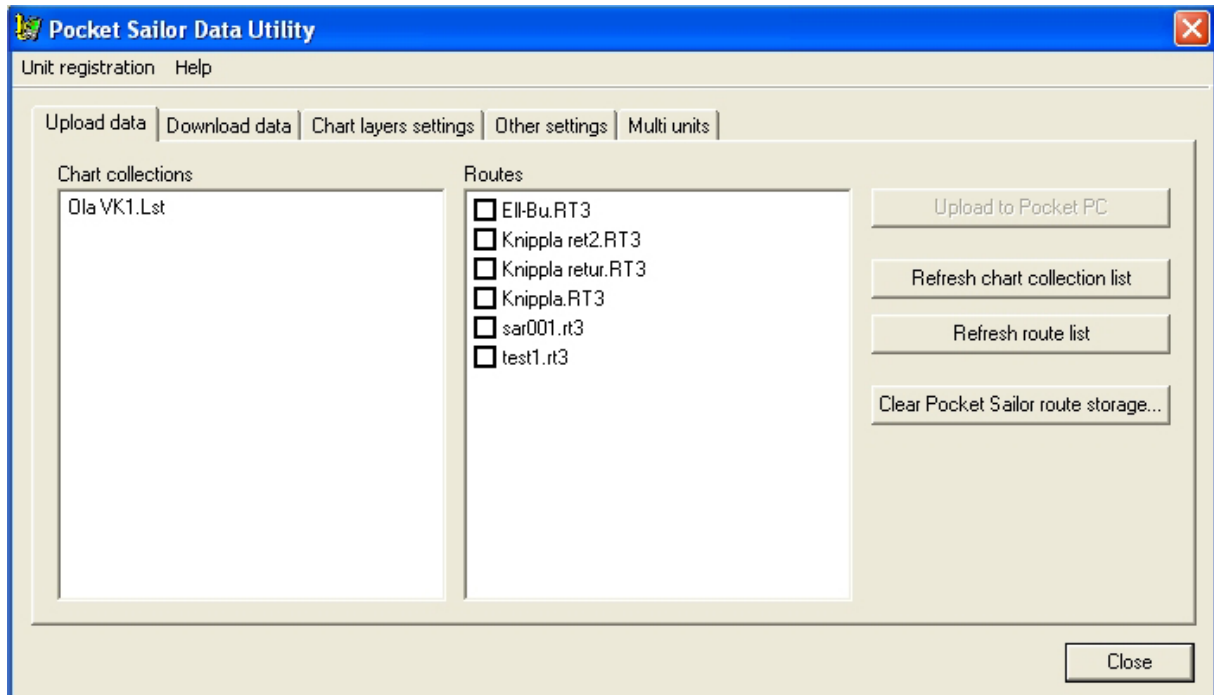 Pocket Sailor Data Utility
Unit registration Help
Upload data Download data Chart layers settings Other settings Multi units
Chart collections
Ola VK1.Lst
Routes
Ell-Bu.RT3
Knippla ret2.RT3
Knippla retur.RT3
Knippla.RT3
sar001.rt3
test1.rt3
Upload to Pocket PC
Refresh chart collection list
Refresh route list
Clear Pocket Sailor route storage...
Close